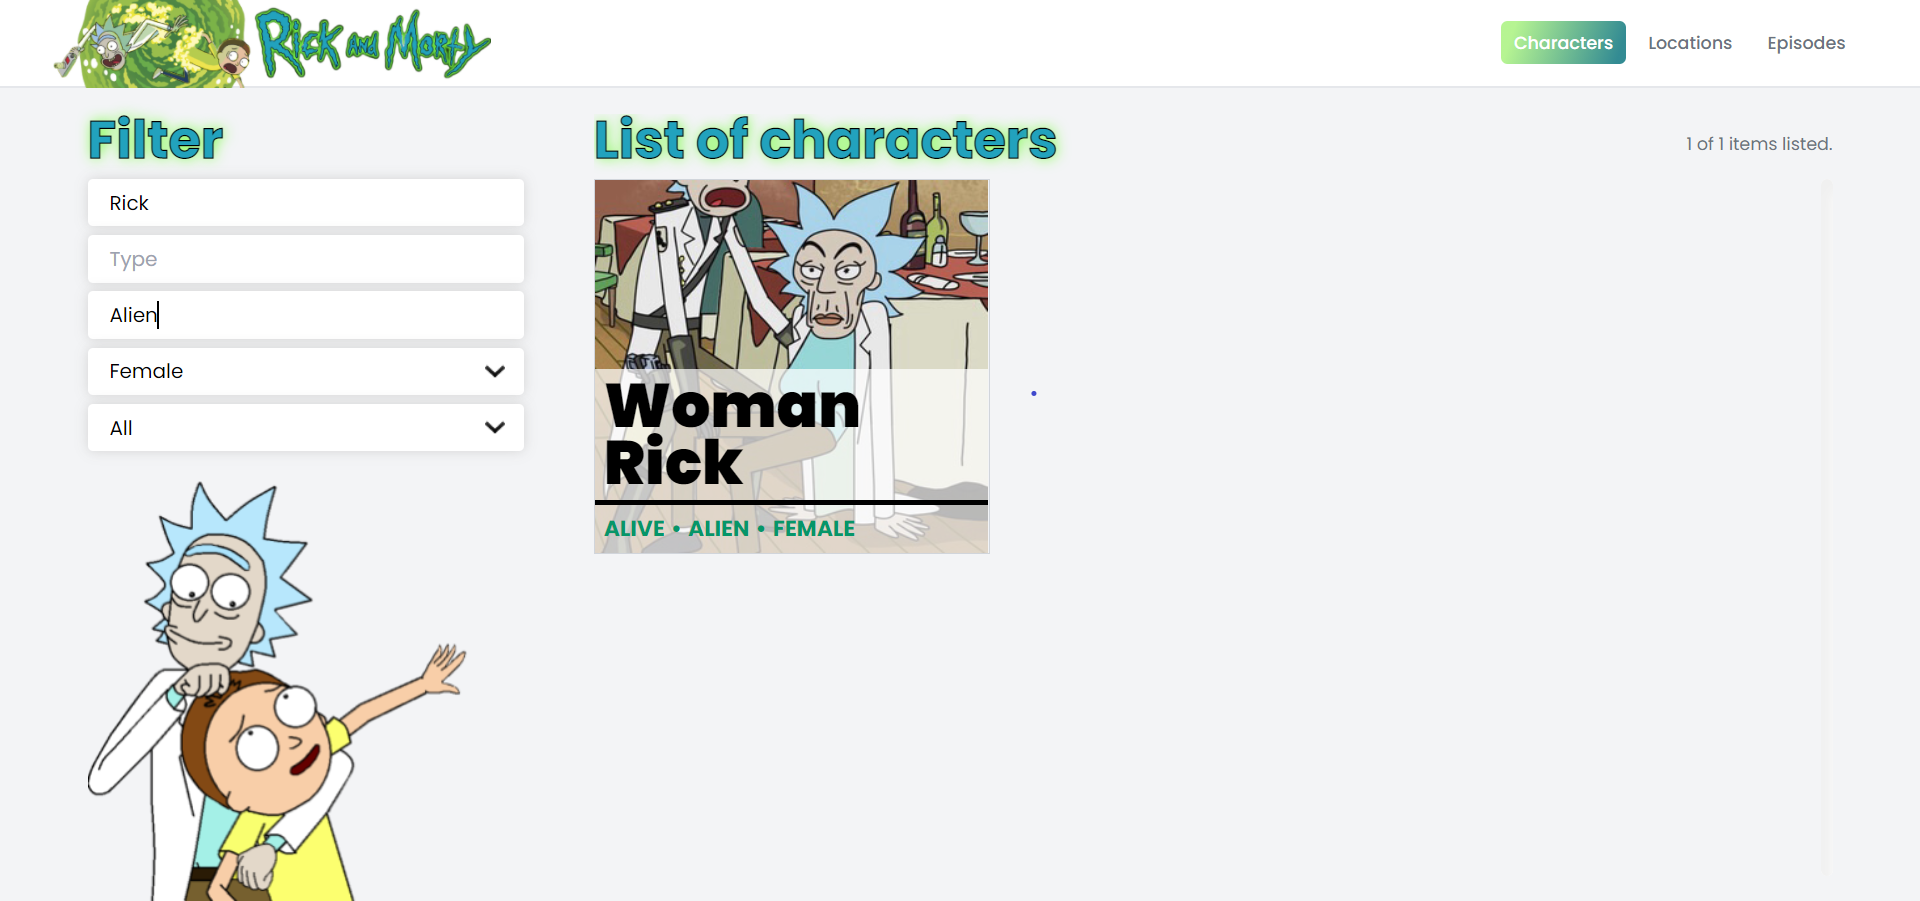 Rick and Morty
Characters
Locations
Episodes
Filter
Rick
Type
Alien
Female
All
List of characters
1 of 1 items listed.
Woman
Rick
ALIVE • ALIEN • FEMALE